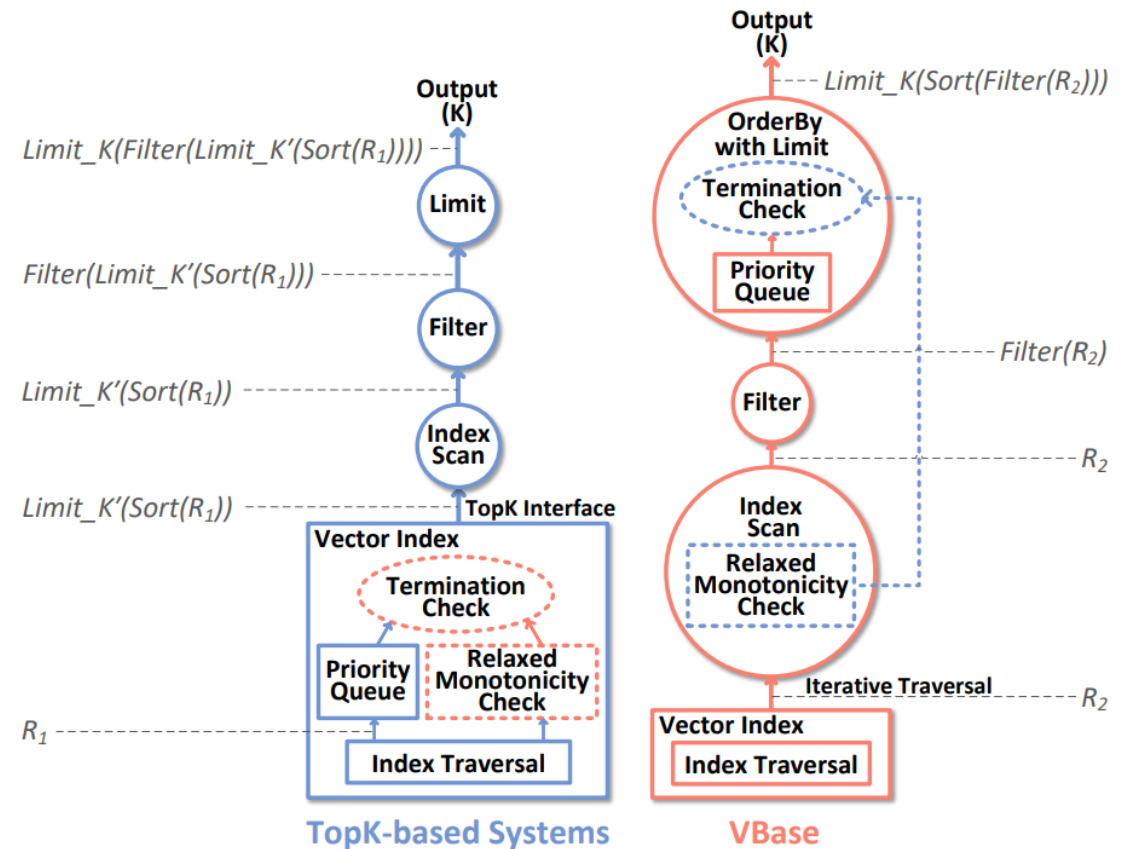 Output
(K)
Limit_K(Filter(Limit_K'(Sort(R₁))))
Limit
Filter(Limit_K'(Sort(R₁)))
Filter
Limit_K'(Sort(R₁))
Index
Scan
Limit_K'(Sort(R₁))
TopK Interface
Vector Index
Termination
Check
Priority
Queue
Relaxed
Monotonicity
Check
R₁
Index Traversal
TopK-based Systems
Output
(K)
Limit_K(Sort(Filter(R₂)))
OrderBy
with Limit
Termination
Check
Priority
Queue
Filter(R₂)
Filter
R₂
Index
Scan
Relaxed
Monotonicity
Check
Iterative Traversal
R₂
Vector Index
Index Traversal
VBase